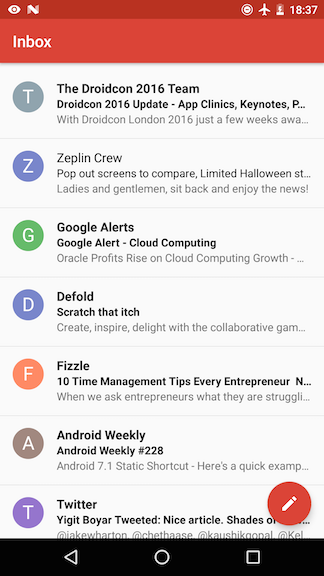 18:37
Inbox
T
The Droidcon 2016 Team
Droidcon 2016 Update - App Clinics, Keynotes, P...
With Droidcon London 2016 just a few weeks awa...
Z
Zeplin Crew
Pop out screens to compare, Limited Halloween st...
Ladies and gentlemen, sit back and enjoy the news!
G
Google Alerts
Google Alert - Cloud Computing
Oracle Profits Rise on Cloud Computing Growth - ...
D
Defold
Scratch that itch
Create, inspire, delight with the collaborative gam...
F
Fizzle
10 Time Management Tips Every Entrepreneur N...
When we ask entrepreneurs what they are struggli...
A
Android Weekly
Android Weekly #228
Android 7.1 Static Shortcut - Here's a quick examp...
T
Twitter
Yigit Boyar Tweeted: Nice article. Shades of
@jakewharton, @chethaase, @kaushikgopal, @Kel...